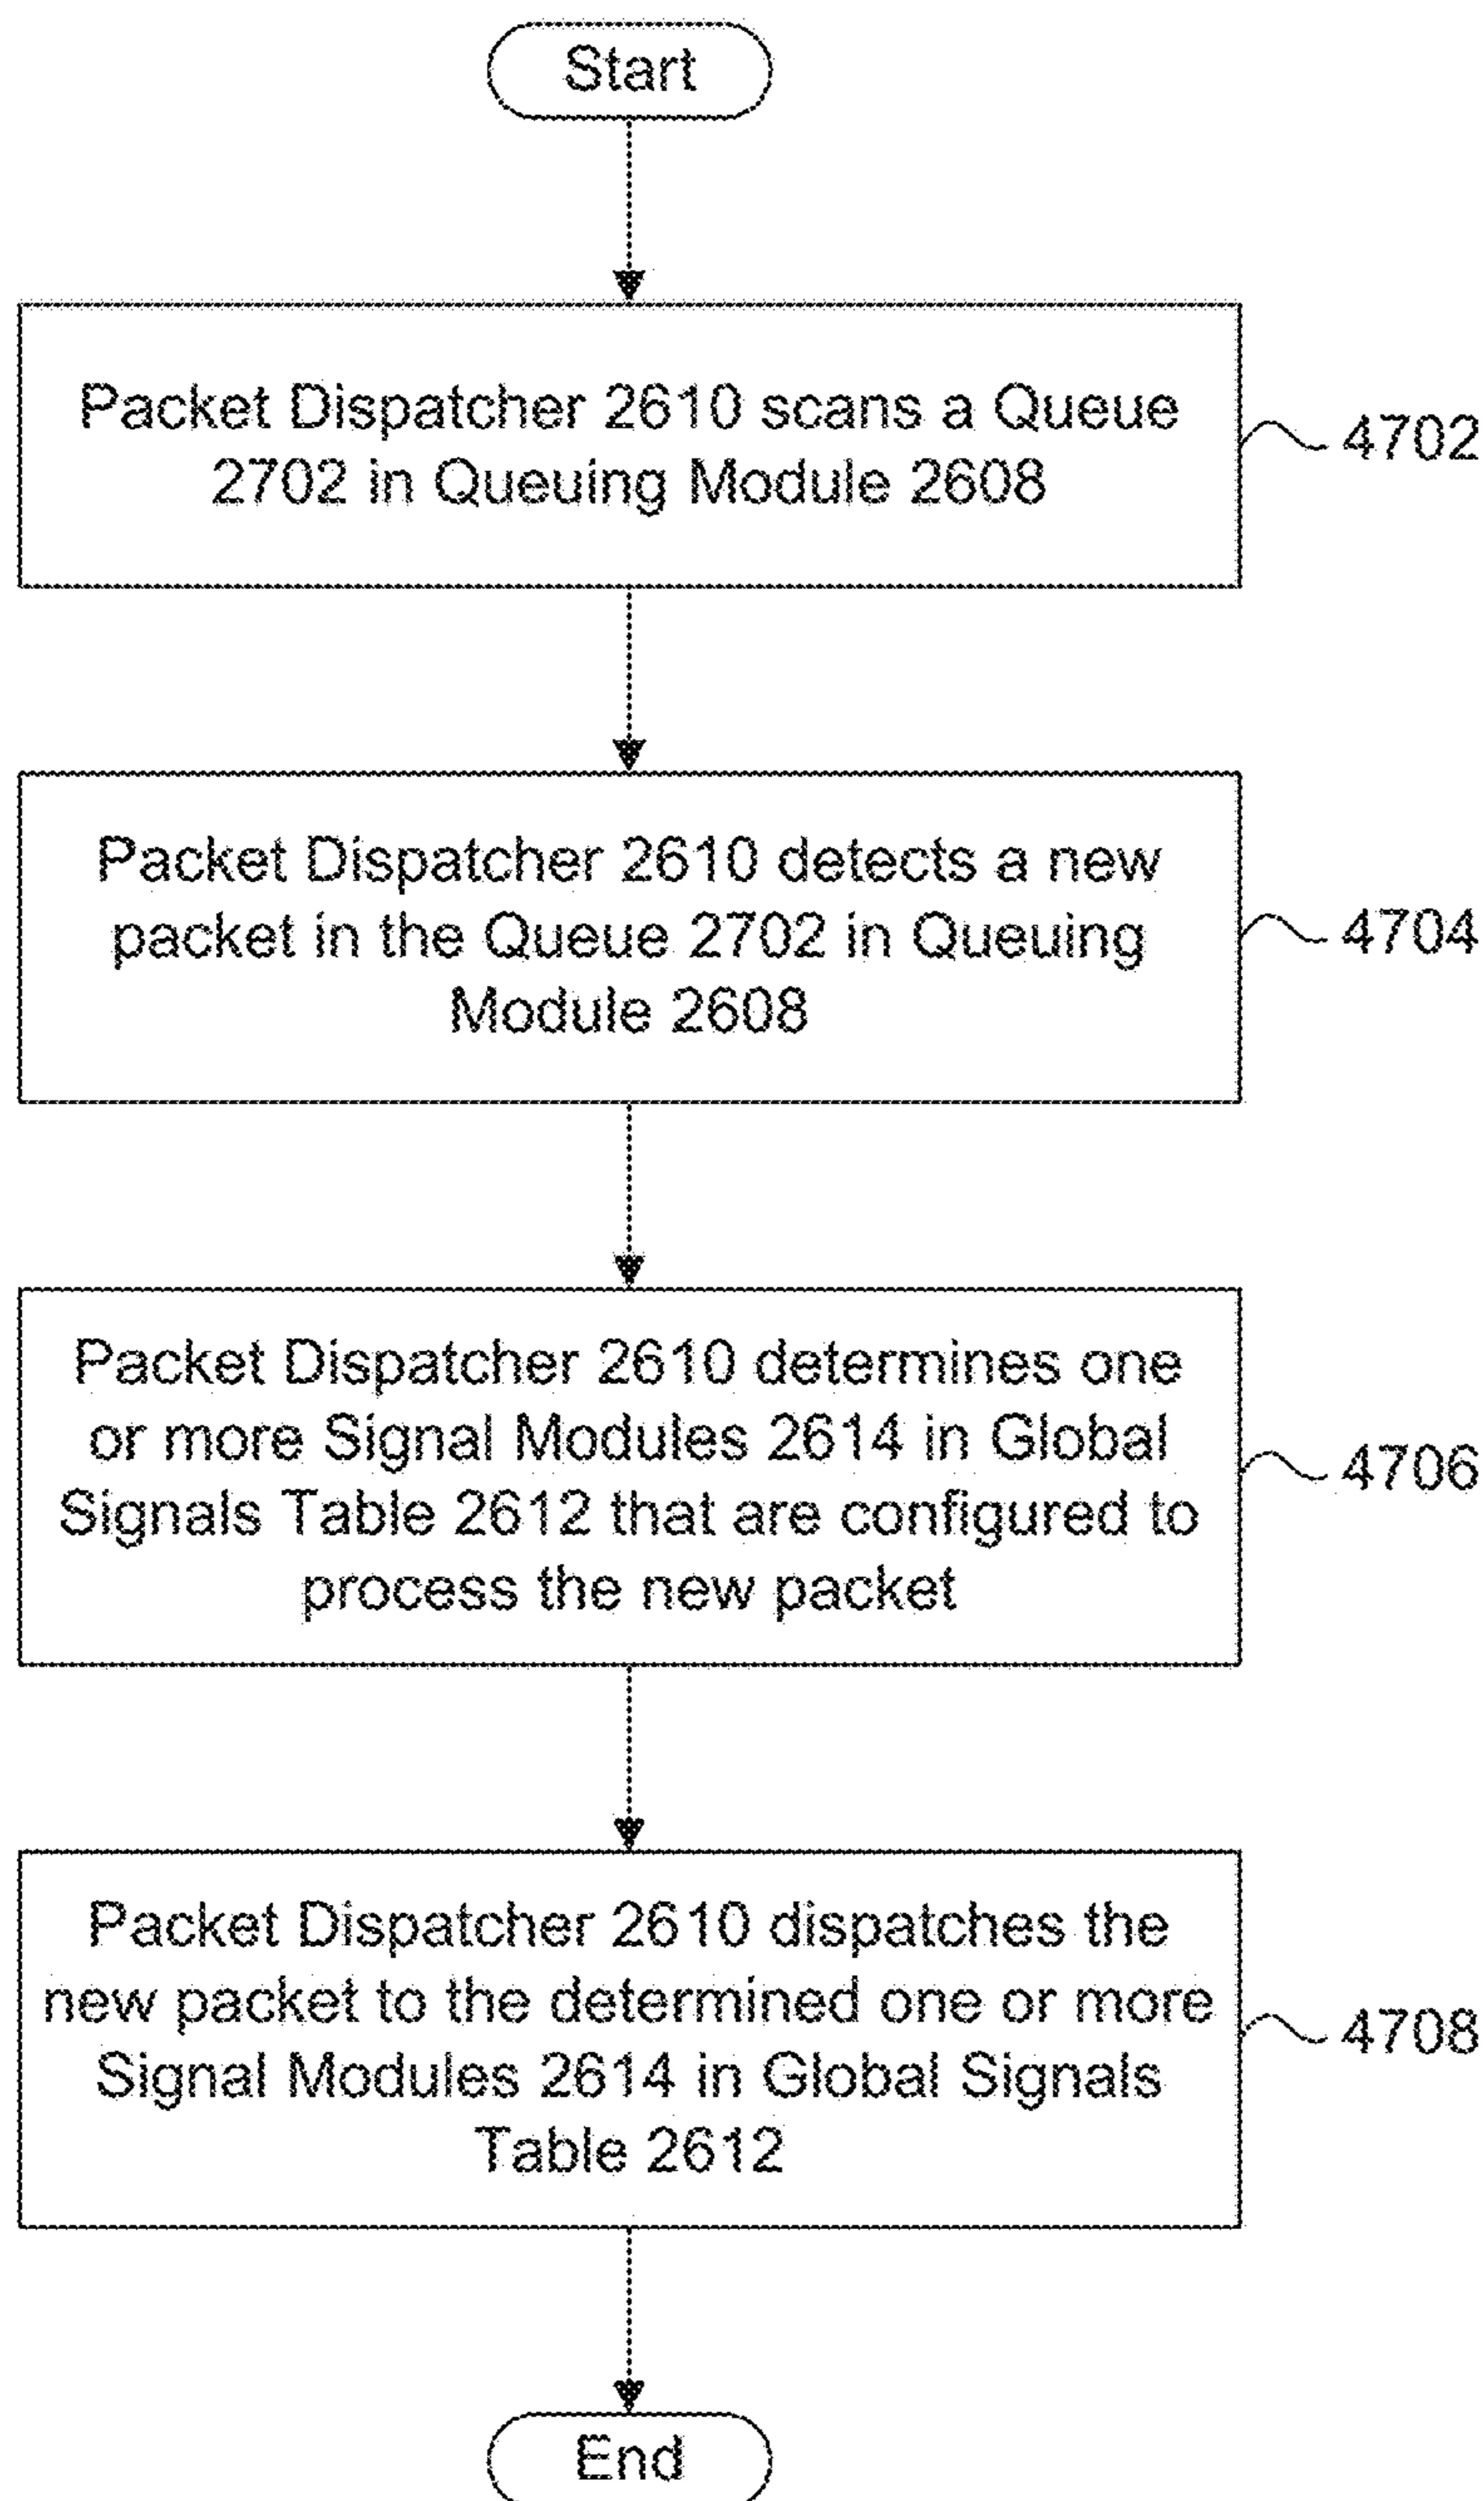 Start
Packet Dispatcher 2610 scans a Queue
2702 in Queuing Module 2608
4702
Packet Dispatcher 2610 detects a new
packet in the Queue 2702 in Queuing
Module 2608
4704
Packet Dispatcher 2610 determines one
or more Signal Modules 2614 in Global
Signals Table 2612 that are configured to
process the new packet
4706
Packet Dispatcher 2610 dispatches the
new packet to the determined one or more
Signal Modules 2614 in Global Signals
Table 2612
4708
End